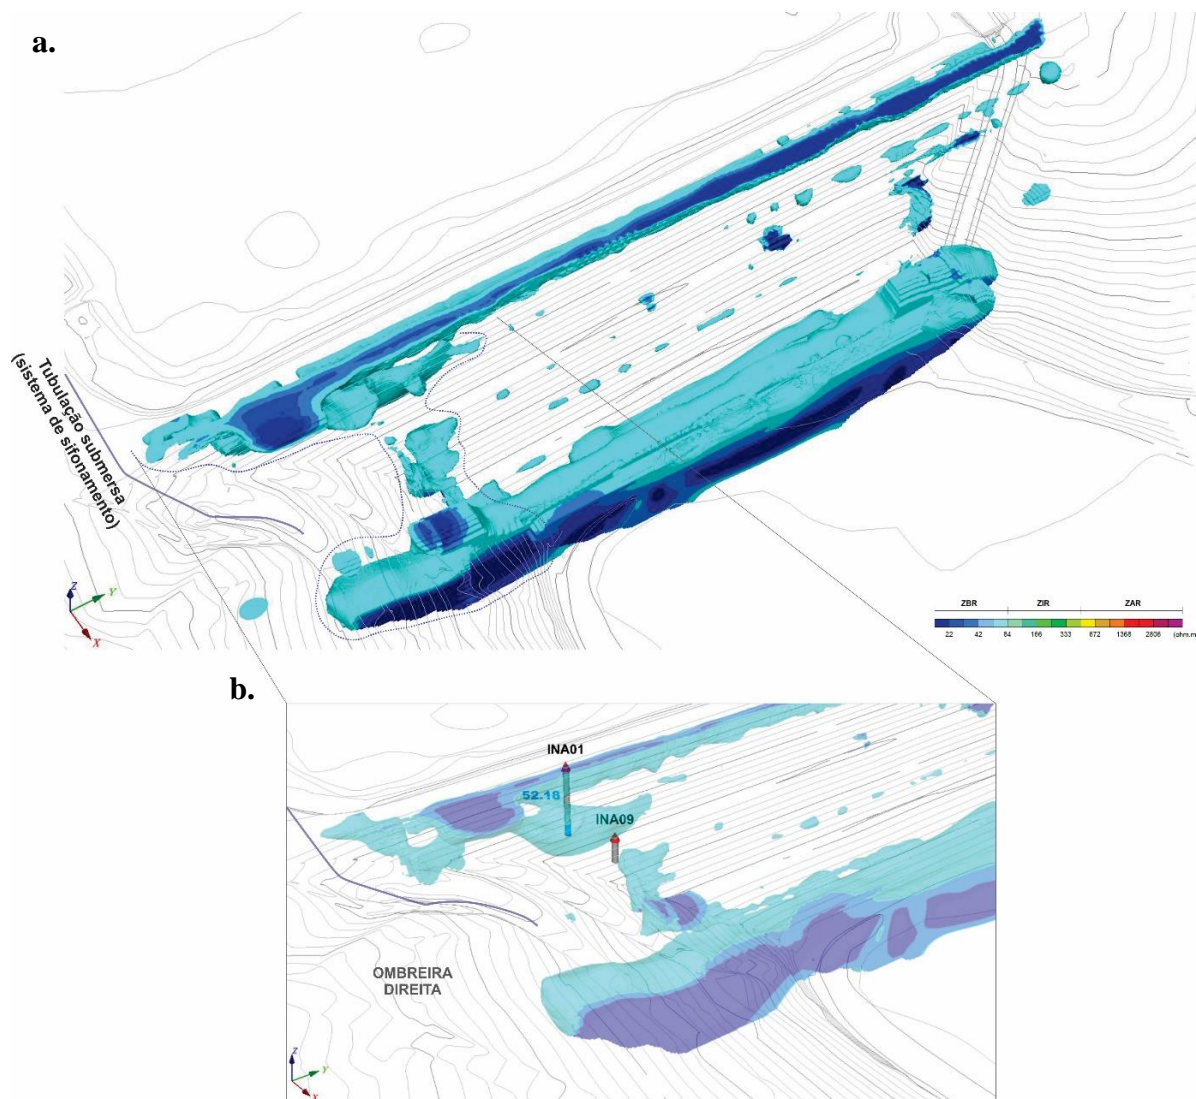 a.
Tubulação submersa
(sistema de sifonamento)
Z
Y
X
ZBR ZIR ZAR
22 42 84 166 333 672 1368 2808 (ohm.m)
b.
INA01
52.18
INA09
OMBREIRA
DIREITA
Z
Y
X